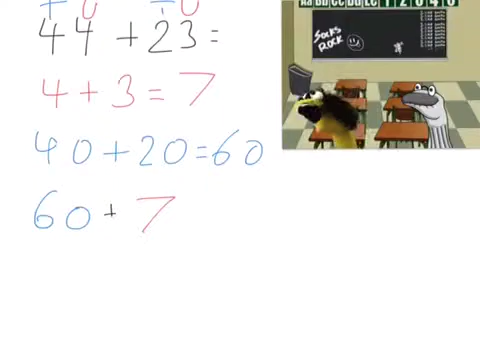 44 + 23 =
4 + 3 = 7
40 + 20 = 60
60 + 7
SOCKS
ROCK